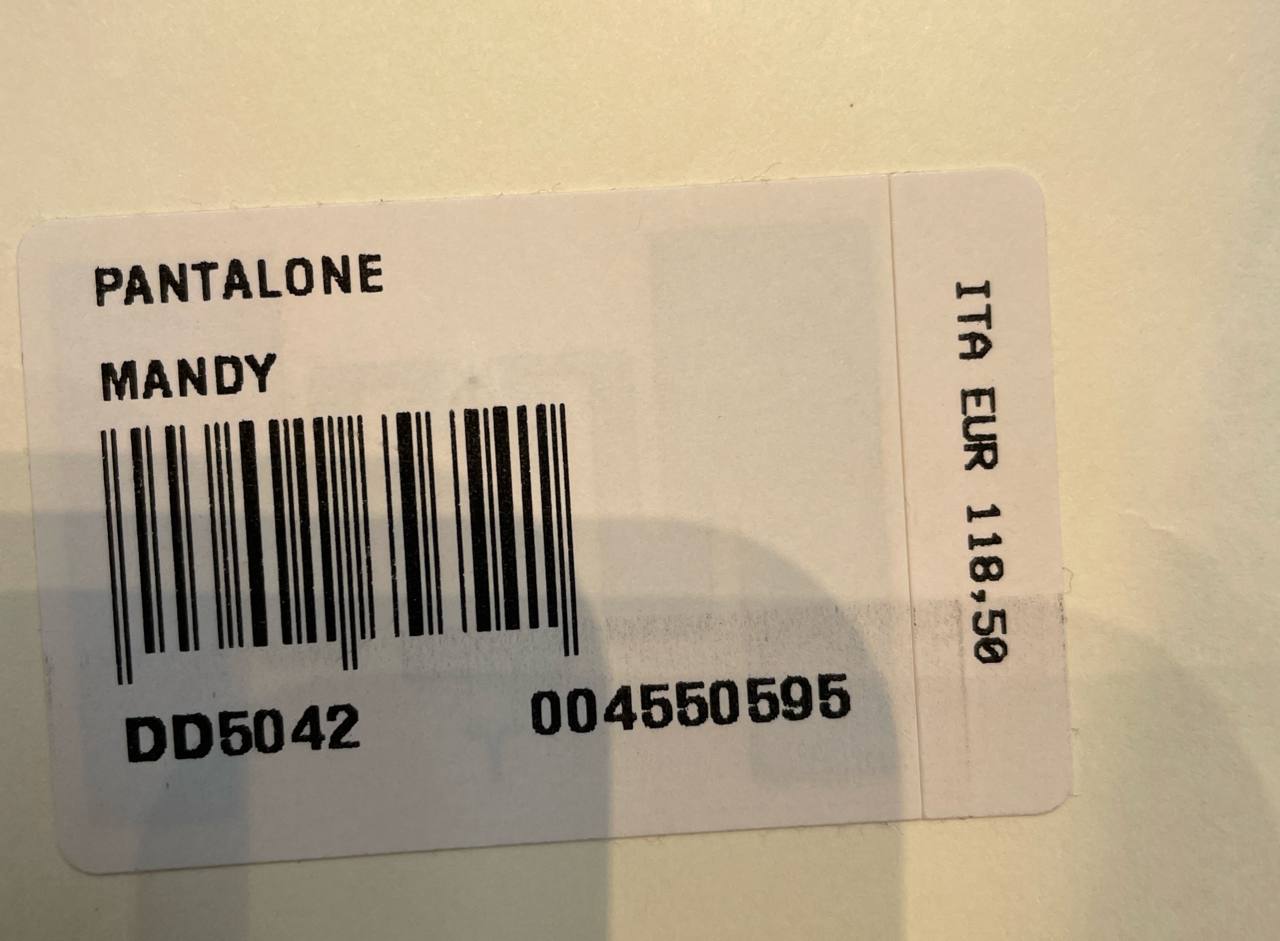 PANTALONE
MANDY
DD5042 004550595
ITA EUR 118,50